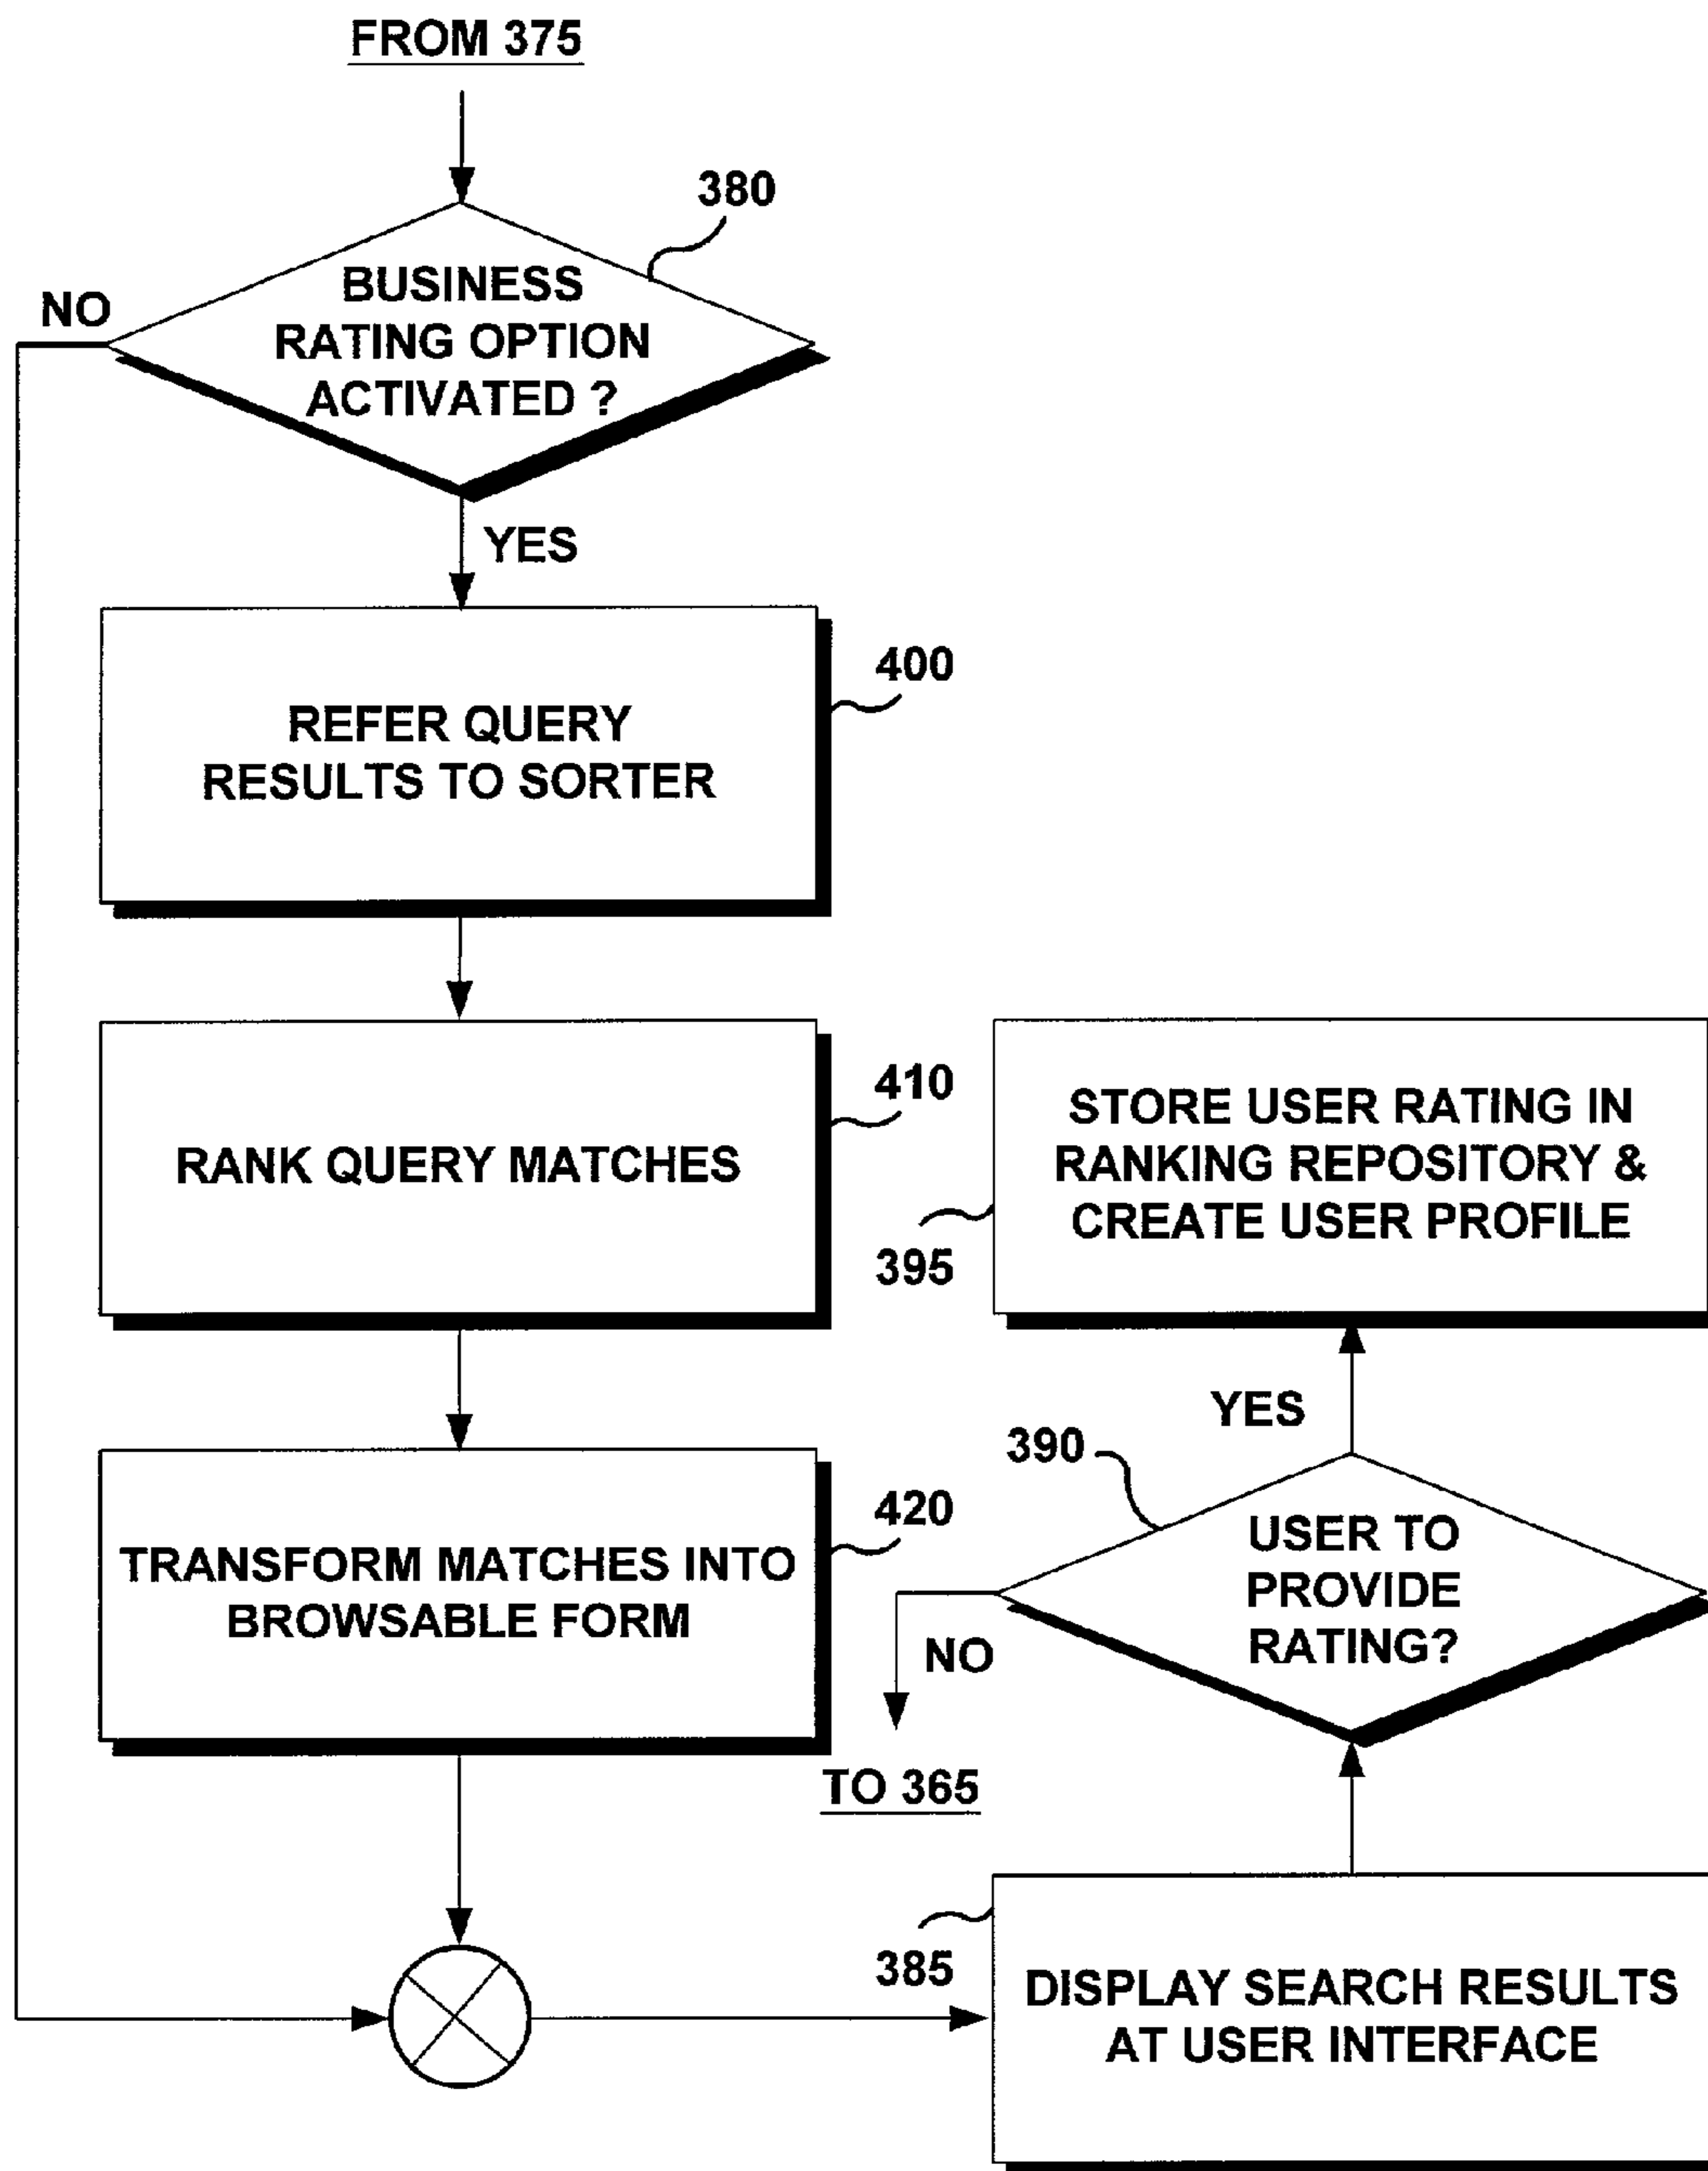 FROM 375
380
NO
BUSINESS
RATING OPTION
ACTIVATED ?
YES
400
REFER QUERY
RESULTS TO SORTER
410
RANK QUERY MATCHES
STORE USER RATING IN
RANKING REPOSITORY &
CREATE USER PROFILE
395
YES
390
420
TRANSFORM MATCHES INTO
BROWSABLE FORM
USER TO
PROVIDE
RATING?
NO
TO 365
385
DISPLAY SEARCH RESULTS
AT USER INTERFACE